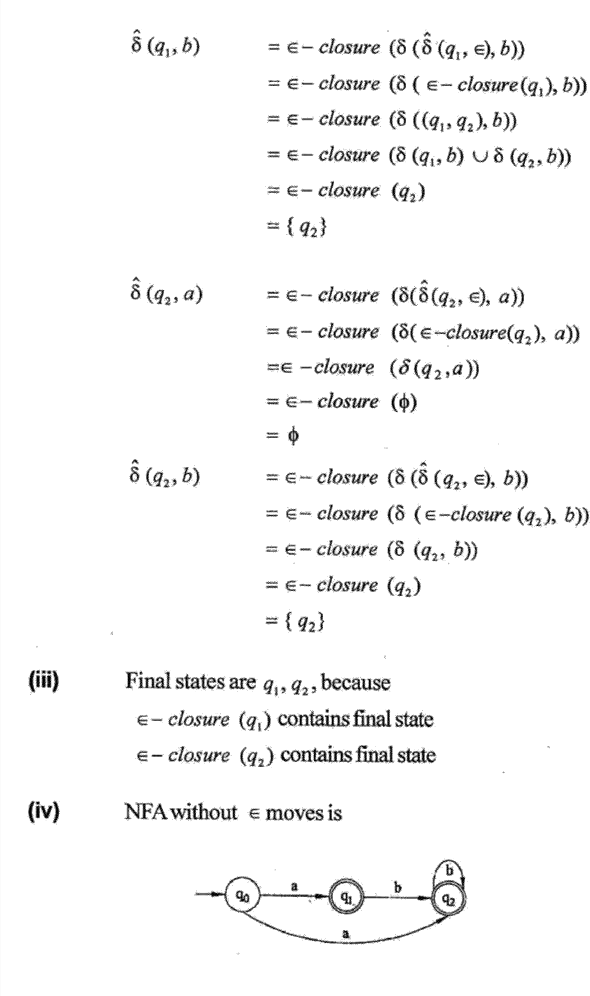 δ̂ (q₁, b) = ∈– closure (δ (δ̂ (q₁, ∈), b))
= ∈– closure (δ ( ∈– closure(q₁), b))
= ∈– closure (δ ((q₁, q₂), b))
= ∈– closure (δ (q₁, b) ∪ δ (q₂, b))
= ∈– closure (q₂)
= { q₂}
δ̂ (q₂, a) = ∈– closure (δ(δ̂ (q₂, ∈), a))
= ∈– closure (δ(∈–closure(q₂), a))
=∈ –closure (δ(q₂,a))
= ∈– closure (ϕ)
= ϕ
δ̂ (q₂, b) = ∈– closure (δ (δ̂ (q₂, ∈), b))
= ∈– closure (δ (∈–closure (q₂), b))
= ∈– closure (δ (q₂, b))
= ∈– closure (q₂)
= { q₂}
(iii) Final states are q₁, q₂, because
∈– closure (q₁) contains final state
∈– closure (q₂) contains final state
(iv) NFA without ∈ moves is
b
a b
q₀ q₁ q₂
a